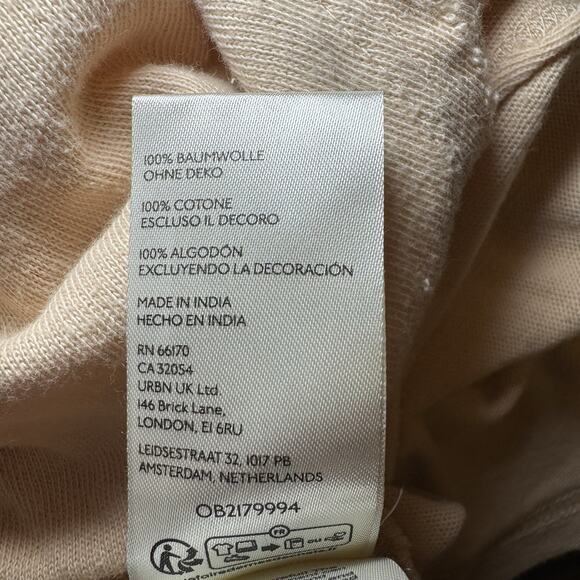 100% BAUMWOLLE
OHNE DEKO
100% COTONE
ESCLUSO IL DECORO
100% ALGODÓN
EXCLUYENDO LA DECORACIÓN
MADE IN INDIA
HECHO EN INDIA
RN 66170
CA 32054
URBN UK Ltd.
146 Brick Lane,
LONDON, E1 6RU
LEIDSESTRAAT 32, 1017 PB
AMSTERDAM, NETHERLANDS
OB2179994
FR
OU